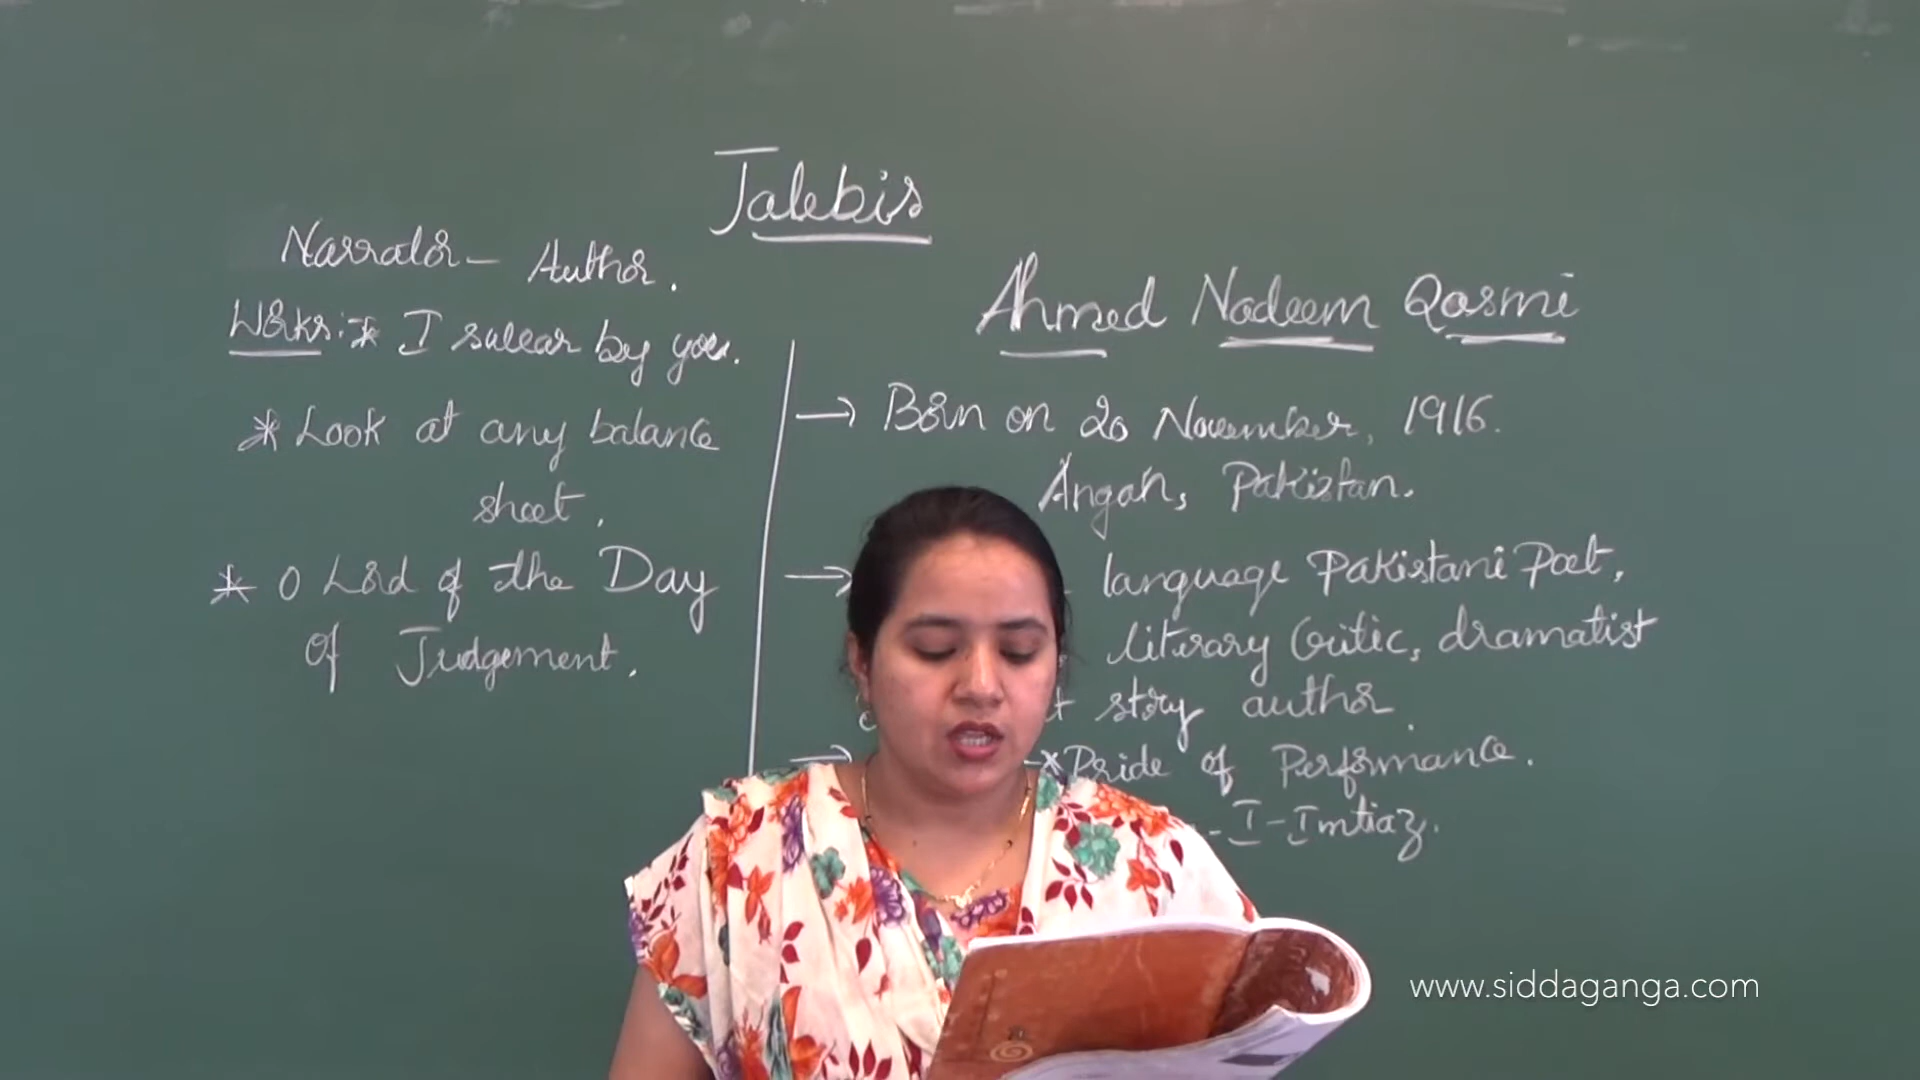 Jalebis
Narrator - Author.
Works: * I swear by you.
* Look at any balance
sheet.
* O Lord of the Day
of Judgement.
Ahmed Nadeem Qasmi
→ Born on 20 November, 1916.
Angah, Pakistan.
→ language Pakistani Poet,
literary Critic, dramatist
t story author.
→ * Pride of Performance.
- I - Imtiaz.
www.siddaganga.com